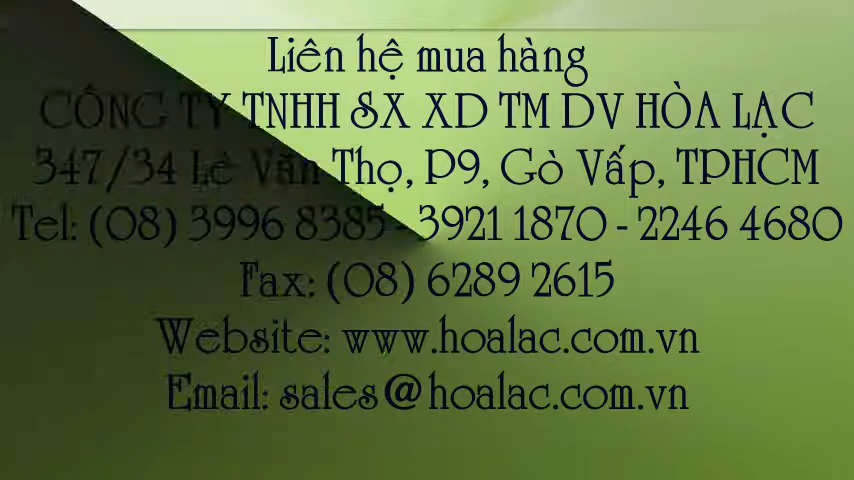 Liên hệ mua hàng
CÔNG TY TNHH SX XD TM DV HÒA LẠC
347/34 Lê Văn Thọ, P9, Gò Vấp, TPHCM
Tel: (08) 3996 8385 - 3921 1870 - 2246 4680
Fax: (08) 6289 2615
Website: www.hoalac.com.vn
Email: sales@hoalac.com.vn